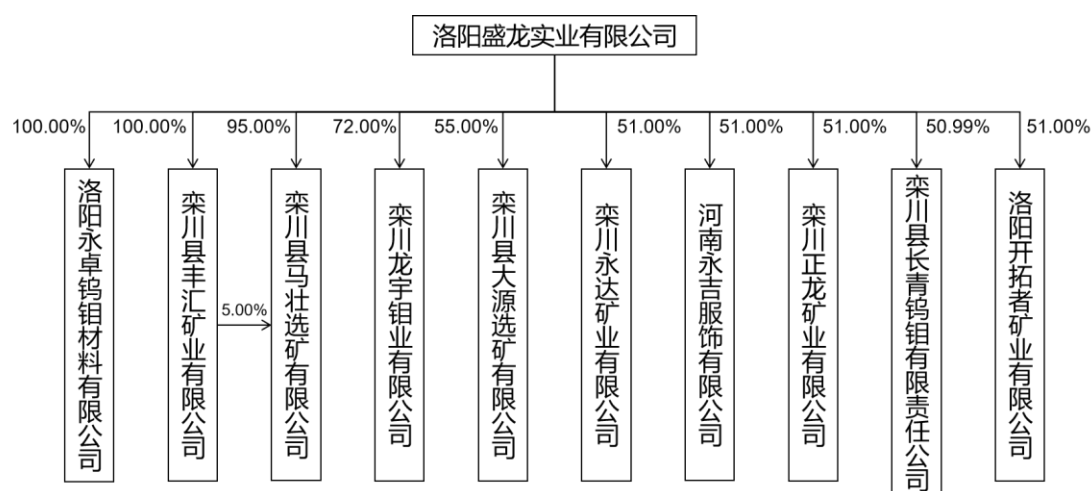 洛阳盛龙实业有限公司
100.00%
100.00%
95.00%
72.00%
55.00%
51.00%
51.00%
51.00%
50.99%
51.00%
洛阳永卓钨钼材料有限公司
栾川县丰汇矿业有限公司
5.00%
栾川县马壮选矿有限公司
栾川龙宇钼业有限公司
栾川县大源选矿有限公司
栾川永达矿业有限公司
河南永吉服饰有限公司
栾川正龙矿业有限公司
栾川县长青钨钼有限责任公司
洛阳开拓者矿业有限公司